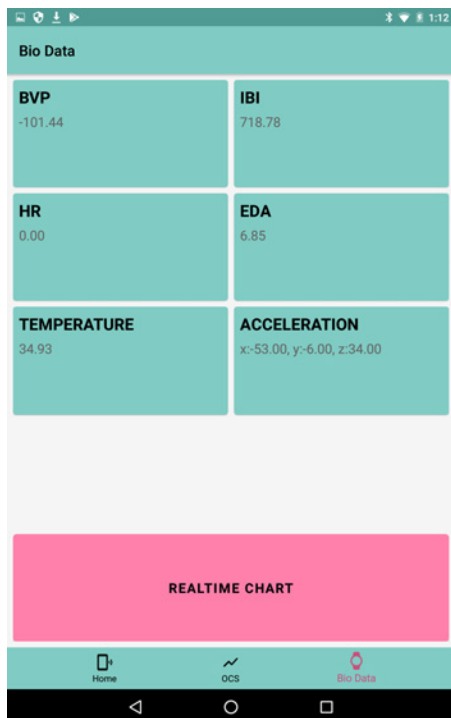 1:12
Bio Data
BVP
-101.44
IBI
718.78
HR
0.00
EDA
6.85
TEMPERATURE
34.93
ACCELERATION
x:-53.00, y:-6.00, z:34.00
REALTIME CHART
Home
OCS
Bio Data